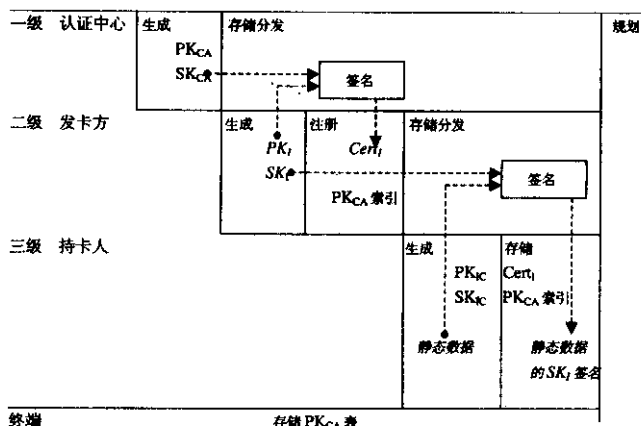 一级 认证中心 生成 存储分发 规划
PK_CA
SK_CA 签名
二级 发卡方 生成 注册 存储分发
PK_I Cert_I
SK_I 签名
PK_CA 索引
三级 持卡人 生成 存储
PK_IC Cert_I
SK_IC PK_CA 索引
静态数据 静态数据
的 SK_I 签名
终端 存储 PK_CA 表